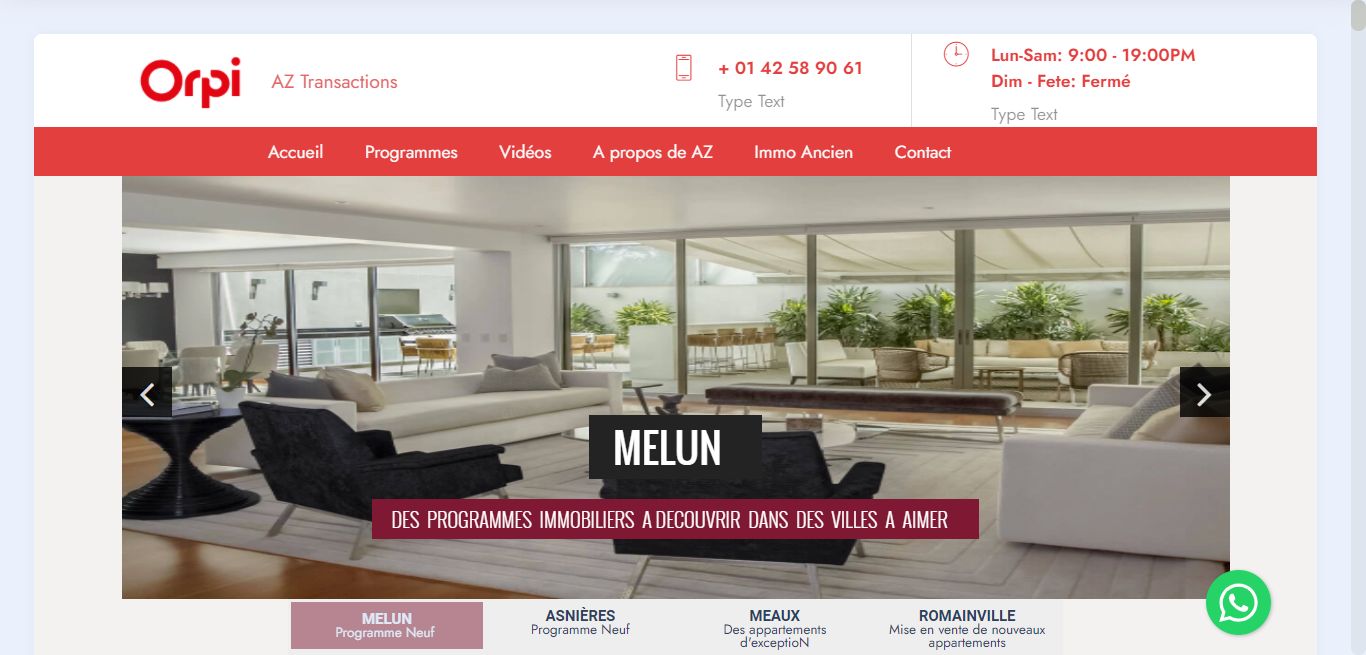 Orpi
AZ Transactions
+ 01 42 58 90 61
Type Text
Lun-Sam: 9:00 - 19:00PM
Dim - Fete: Fermé
Type Text
Accueil
Programmes
Vidéos
A propos de AZ
Immo Ancien
Contact
MELUN
DES PROGRAMMES IMMOBILIERS A DECOUVRIR DANS DES VILLES A AIMER
MELUN
Programme Neuf
ASNIÈRES
Programme Neuf
MEAUX
Des appartements
d'exceptioN
ROMAINVILLE
Mise en vente de nouveaux
appartements